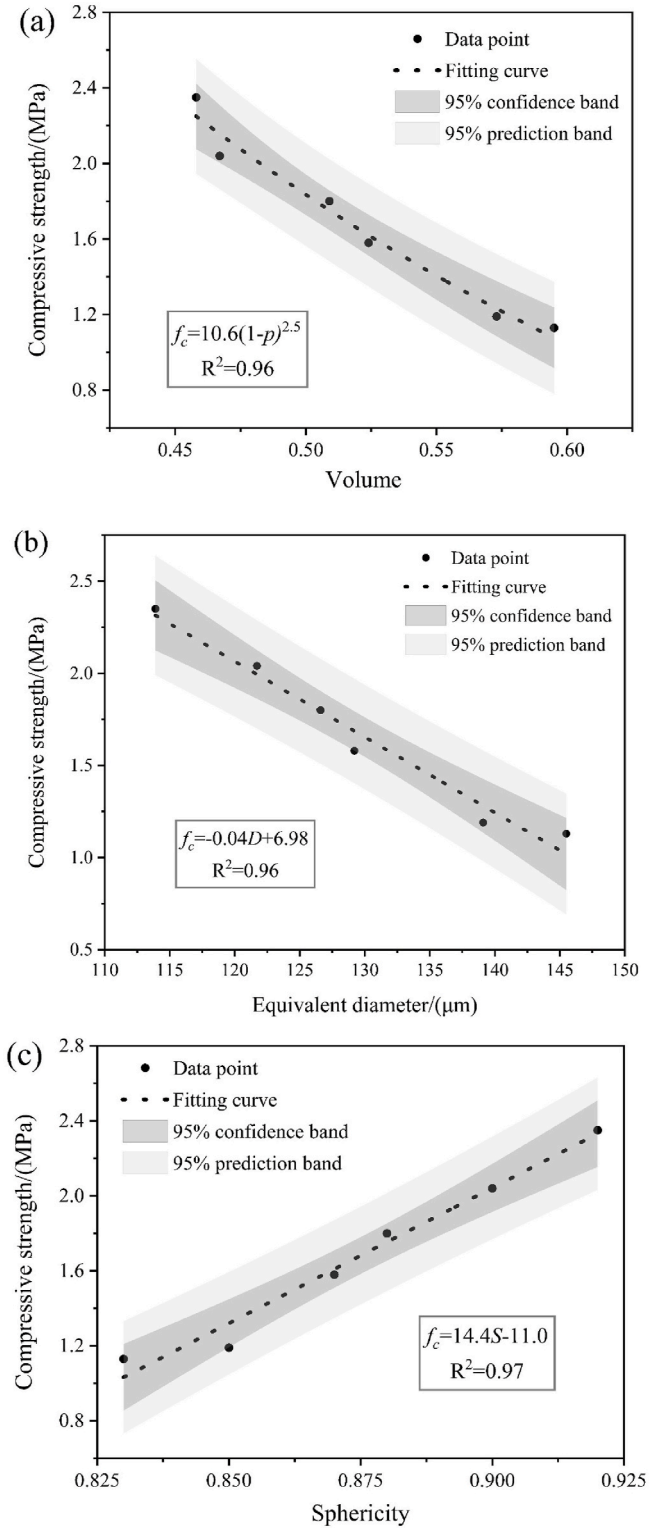 (a)
2.8
2.4
2.0
1.6
1.2
0.8
Compressive strength/(MPa)
Data point
Fitting curve
95% confidence band
95% prediction band
f_c=10.6(1-p)^2.5
R²=0.96
0.45 0.50 0.55 0.60
Volume
(b)
2.5
2.0
1.5
1.0
0.5
Compressive strength/(MPa)
Data point
Fitting curve
95% confidence band
95% prediction band
f_c=-0.04D+6.98
R²=0.96
110 115 120 125 130 135 140 145 150
Equivalent diameter/(μm)
(c)
2.8
2.4
2.0
1.6
1.2
0.8
Compressive strength/(MPa)
Data point
Fitting curve
95% confidence band
95% prediction band
f_c=14.4S-11.0
R²=0.97
0.825 0.850 0.875 0.900 0.925
Sphericity